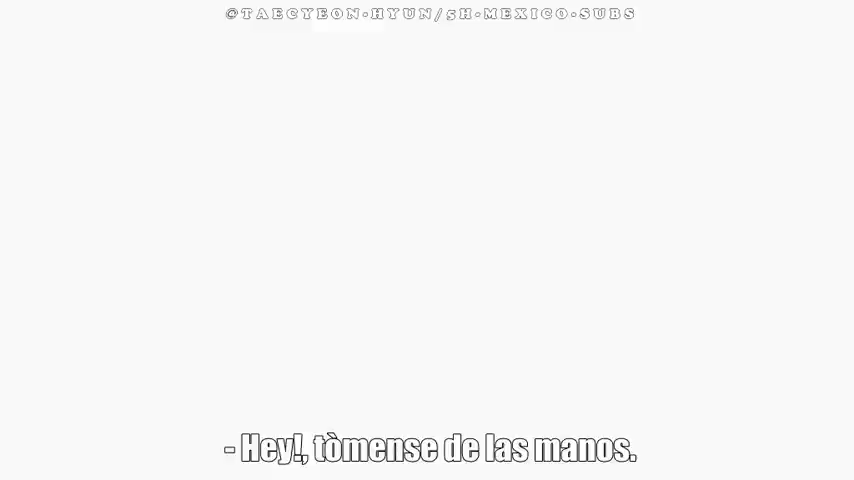 @TAECYEON-HYUN/5H-MEXICO-SUBS
- Hey!, tòmense de las manos.